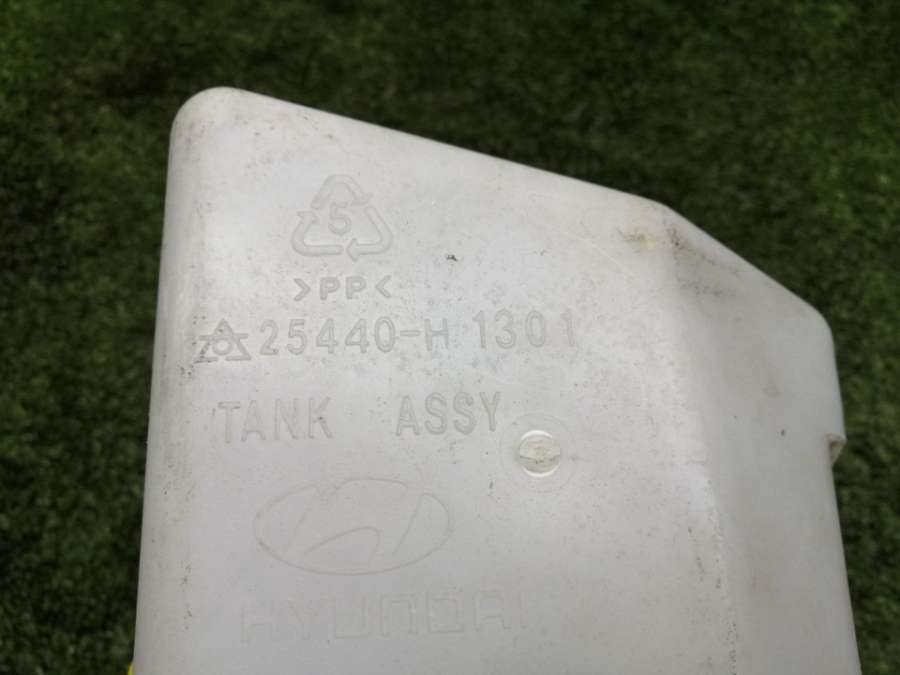 5
>PP<
25440-H 1301
TANK ASSY
HYUNDAI